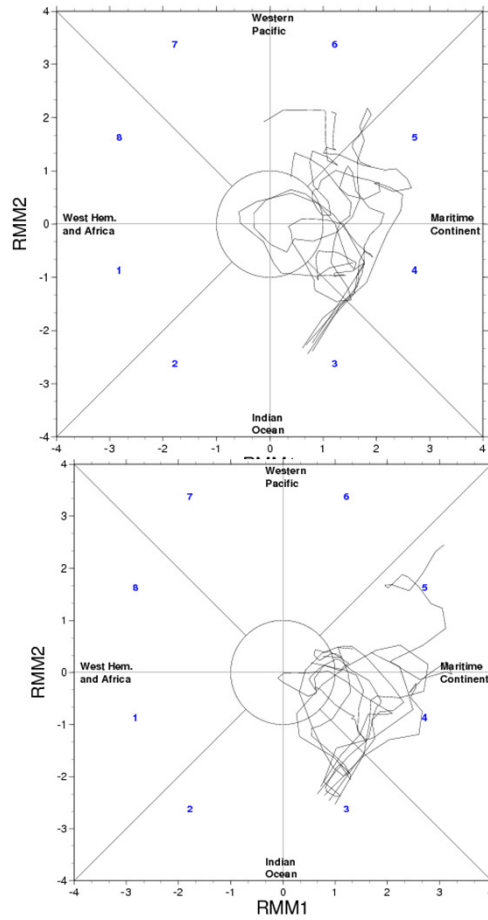 4
Western
Pacific
7
6
3
2
8
5
1
RMM2
0
West Hem.
and Africa
Maritime
Continent
-1
1
4
-2
2
3
-3
Indian
Ocean
-4
-4
-3
-2
-1
0
1
2
3
4
4
Western
Pacific
7
6
3
2
8
5
1
RMM2
0
West Hem.
and Africa
Maritime
Continent
-1
1
4
-2
2
3
-3
Indian
Ocean
-4
-4
-3
-2
-1
0
1
2
3
4
RMM1